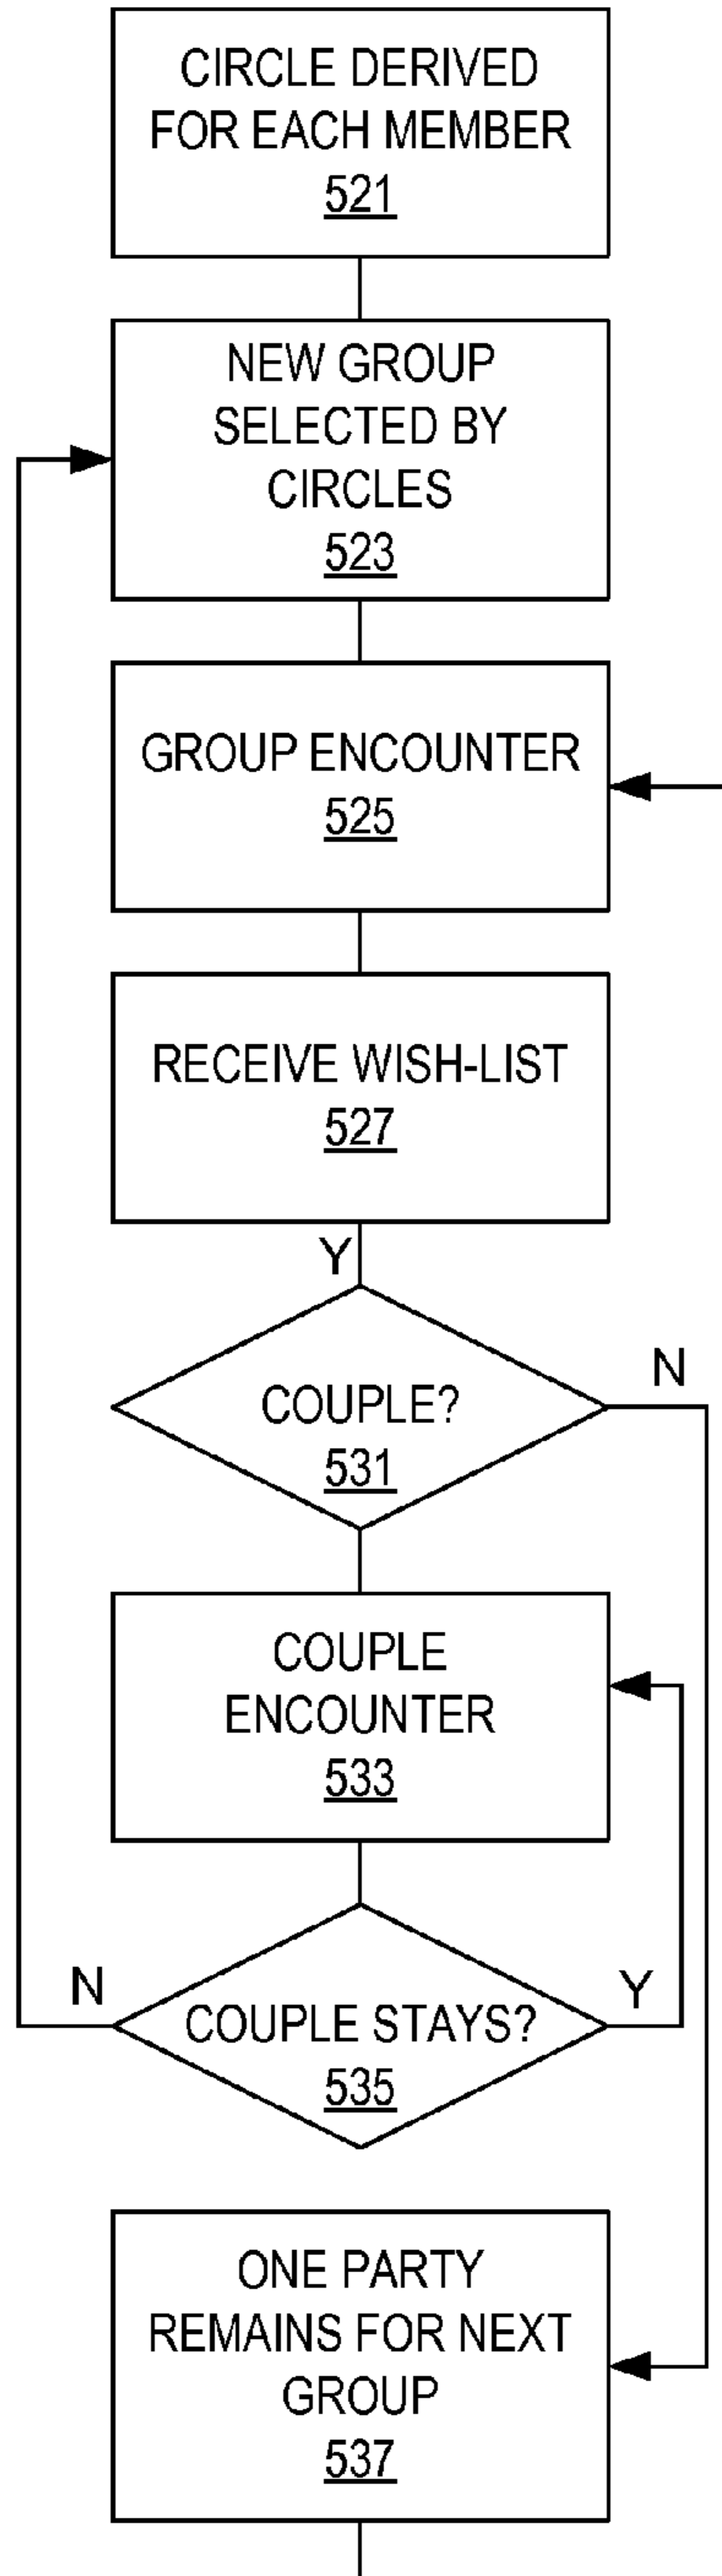 CIRCLE DERIVED
FOR EACH MEMBER
521
NEW GROUP
SELECTED BY
CIRCLES
523
GROUP ENCOUNTER
525
RECEIVE WISH-LIST
527
Y
COUPLE?
531
N
COUPLE
ENCOUNTER
533
N
COUPLE STAYS?
535
Y
ONE PARTY
REMAINS FOR NEXT
GROUP
537